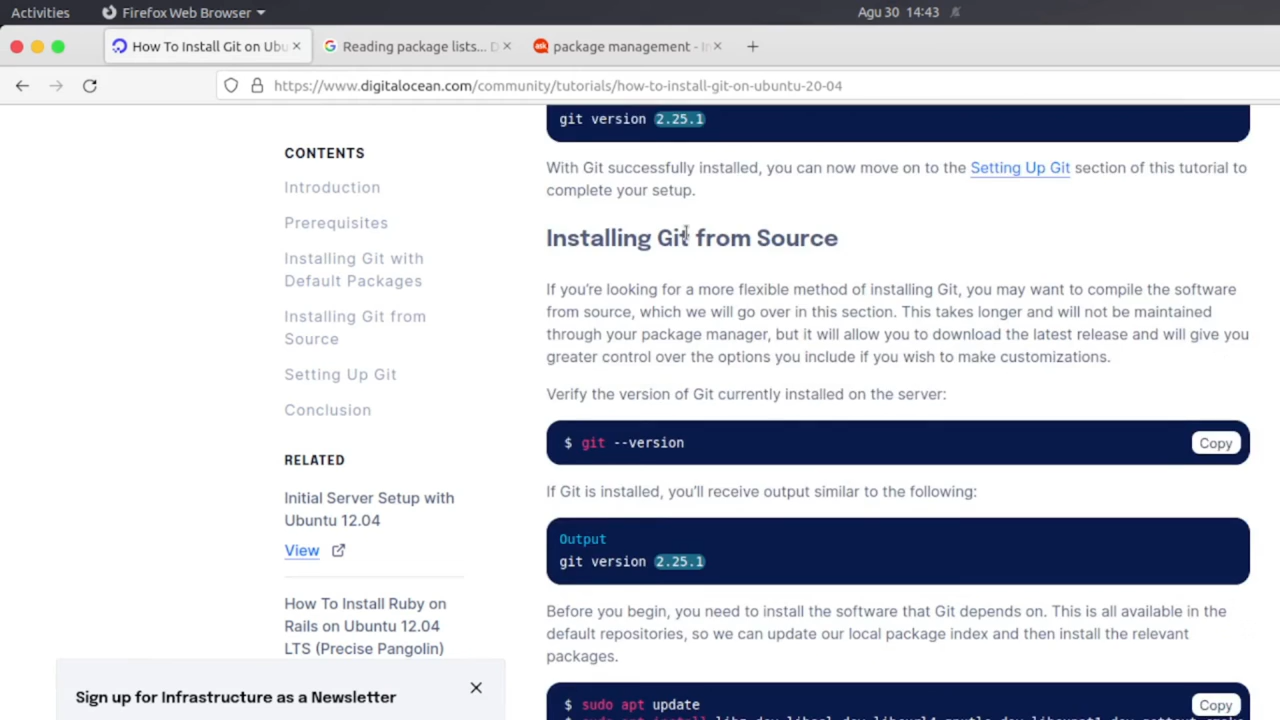 Activities Firefox Web Browser Agu 30 14:43
How To Install Git on Ubu Reading package lists... D package management - I
https://www.digitalocean.com/community/tutorials/how-to-install-git-on-ubuntu-20-04
git version 2.25.1
With Git successfully installed, you can now move on to the Setting Up Git section of this tutorial to
complete your setup.
Installing Git from Source
If you're looking for a more flexible method of installing Git, you may want to compile the software
from source, which we will go over in this section. This takes longer and will not be maintained
through your package manager, but it will allow you to download the latest release and will give you
greater control over the options you include if you wish to make customizations.
Verify the version of Git currently installed on the server:
$ git --version
Copy
If Git is installed, you'll receive output similar to the following:
Output
git version 2.25.1
Before you begin, you need to install the software that Git depends on. This is all available in the
default repositories, so we can update our local package index and then install the relevant
packages.
$ sudo apt update
Copy
CONTENTS
Introduction
Prerequisites
Installing Git with
Default Packages
Installing Git from
Source
Setting Up Git
Conclusion
RELATED
Initial Server Setup with
Ubuntu 12.04
View
How To Install Ruby on
Rails on Ubuntu 12.04
LTS (Precise Pangolin)
Sign up for Infrastructure as a Newsletter